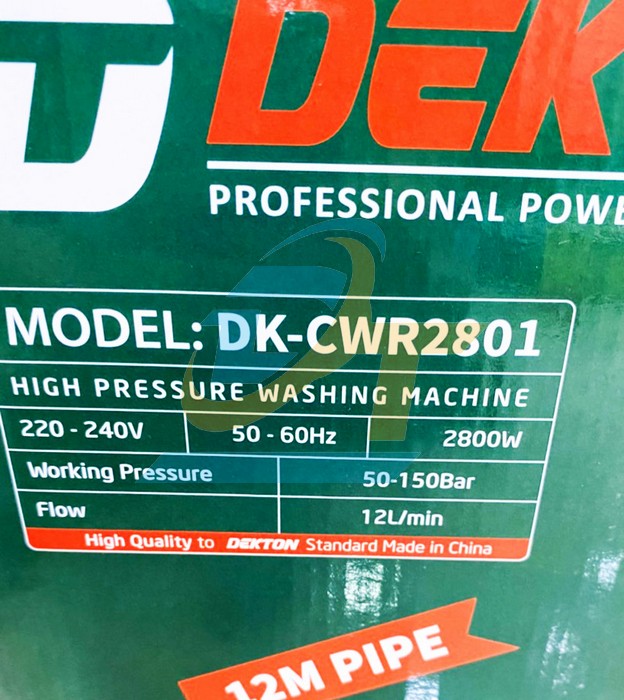 DEK
PROFESSIONAL POWE
MODEL: DK-CWR2801
HIGH PRESSURE WASHING MACHINE
220 - 240V 50 - 60Hz 2800W
Working Pressure 50-150Bar
Flow 12L/min
High Quality to DEKTON Standard Made in China
12M PIPE